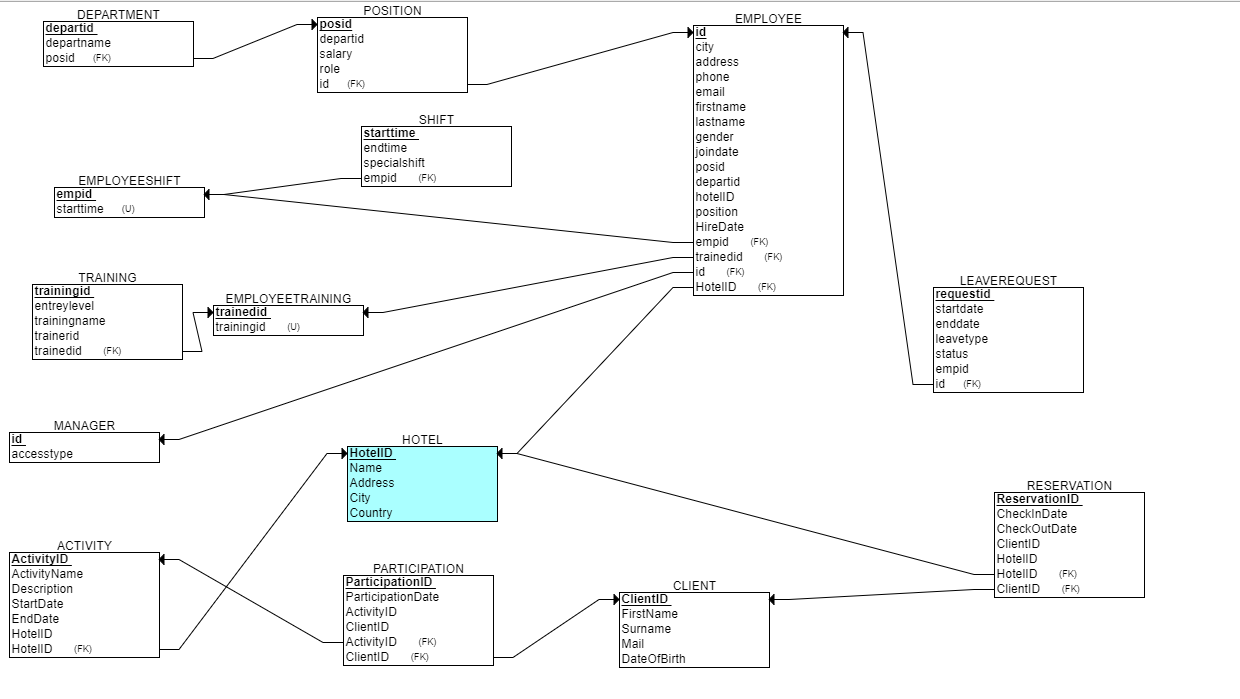 DEPARTMENT
departid
departname
posid (FK)
POSITION
posid
departid
salary
role
id (FK)
EMPLOYEE
id
city
address
phone
email
firstname
lastname
gender
joindate
posid
departid
hotelID
position
HireDate
empid (FK)
trainedid (FK)
id (FK)
HotelID (FK)
SHIFT
starttime
endtime
specialshift
empid (FK)
EMPLOYEESHIFT
empid
starttime (U)
TRAINING
trainingid
entreylevel
trainingname
trainerid
trainedid (FK)
EMPLOYEETRAINING
trainedid
trainingid (U)
LEAVEREQUEST
requestid
startdate
enddate
leavetype
status
empid
id (FK)
MANAGER
id
accesstype
HOTEL
HotelID
Name
Address
City
Country
RESERVATION
ReservationID
CheckInDate
CheckOutDate
ClientID
HotelID
HotelID (FK)
ClientID (FK)
ACTIVITY
ActivityID
ActivityName
Description
StartDate
EndDate
HotelID
HotelID (FK)
PARTICIPATION
ParticipationID
ParticipationDate
ActivityID
ClientID
ActivityID (FK)
ClientID (FK)
CLIENT
ClientID
FirstName
Surname
Mail
DateOfBirth